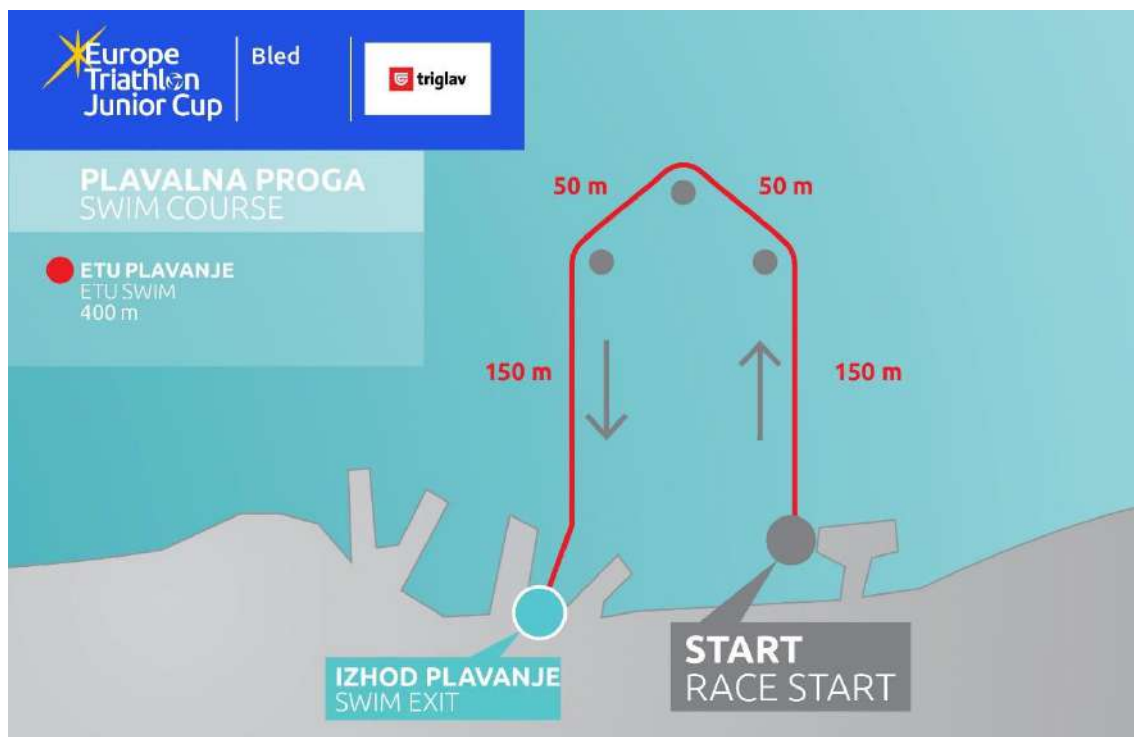 Europe
Triathlon
Junior Cup
Bled
triglav
PLAVALNA PROGA
SWIM COURSE
ETU PLAVANJE
ETU SWIM
400 m
50 m
50 m
150 m
150 m
IZHOD PLAVANJE
SWIM EXIT
START
RACE START